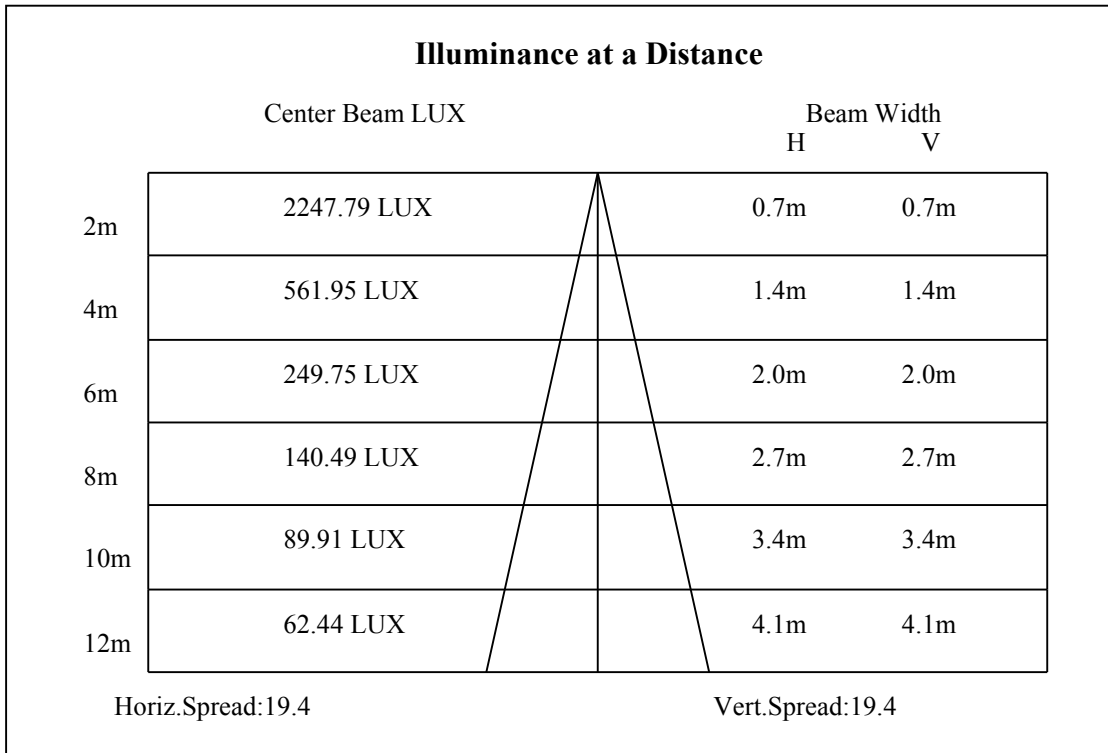 Illuminance at a Distance
Center Beam LUX Beam Width
H V
2m 2247.79 LUX 0.7m 0.7m
4m 561.95 LUX 1.4m 1.4m
6m 249.75 LUX 2.0m 2.0m
8m 140.49 LUX 2.7m 2.7m
10m 89.91 LUX 3.4m 3.4m
12m 62.44 LUX 4.1m 4.1m
Horiz.Spread:19.4 Vert.Spread:19.4